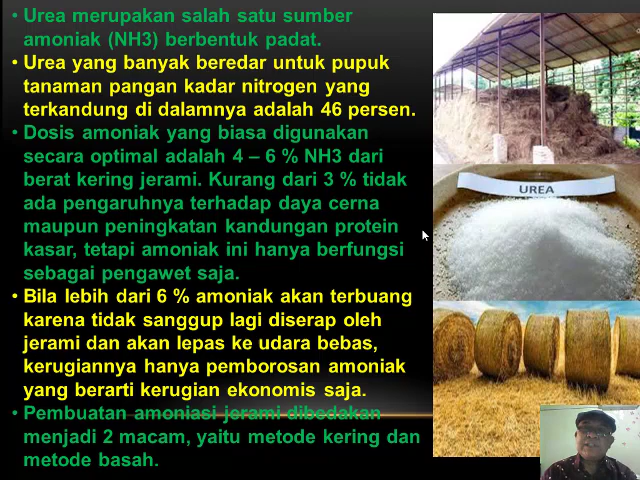 • Urea merupakan salah satu sumber
amoniak (NH3) berbentuk padat.
• Urea yang banyak beredar untuk pupuk
tanaman pangan kadar nitrogen yang
terkandung di dalamnya adalah 46 persen.
• Dosis amoniak yang biasa digunakan
secara optimal adalah 4 – 6 % NH3 dari
berat kering jerami. Kurang dari 3 % tidak
ada pengaruhnya terhadap daya cerna
maupun peningkatan kandungan protein
kasar, tetapi amoniak ini hanya berfungsi
sebagai pengawet saja.
• Bila lebih dari 6 % amoniak akan terbuang
karena tidak sanggup lagi diserap oleh
jerami dan akan lepas ke udara bebas,
kerugiannya hanya pemborosan amoniak
yang berarti kerugian ekonomis saja.
• Pembuatan amoniasi jerami dibedakan
menjadi 2 macam, yaitu metode kering dan
metode basah.
UREA